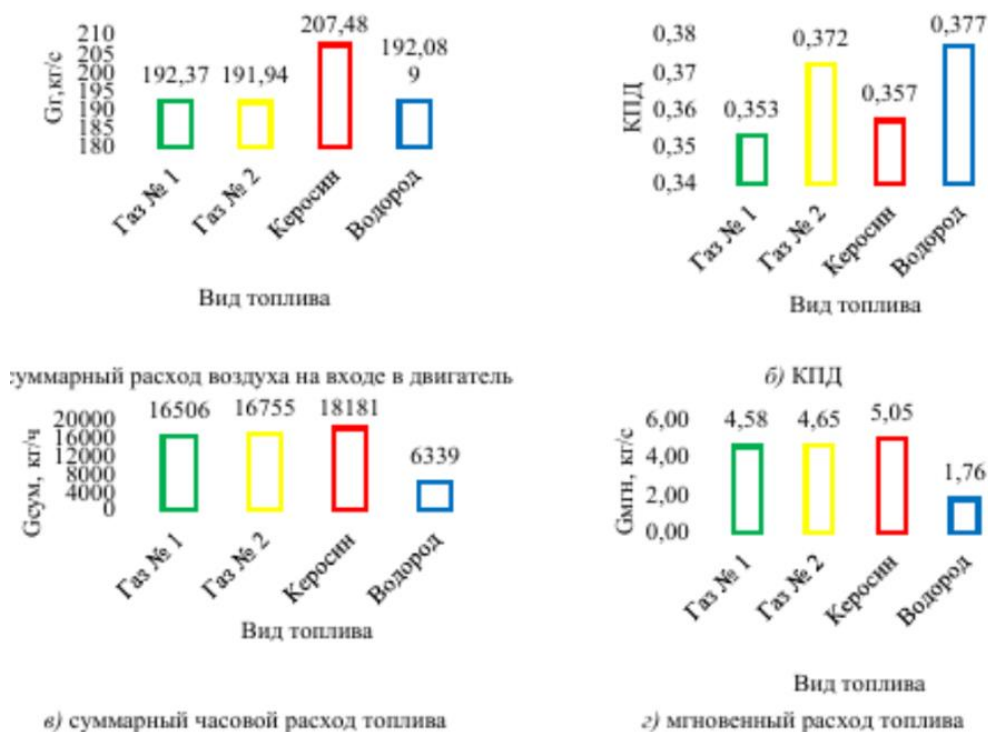 210
205
200
195
190
185
180
Gг,кг/с
192,37
191,94
207,48
192,08
9
Газ № 1
Газ № 2
Керосин
Водород
Вид топлива
суммарный расход воздуха на входе в двигатель
0,38
0,37
0,36
0,35
0,34
КПД
0,353
0,372
0,357
0,377
Газ № 1
Газ № 2
Керосин
Водород
Вид топлива
б) КПД
20000
16000
12000
8000
4000
0
Gсум, кг/ч
16506
16755
18181
6339
Газ № 1
Газ № 2
Керосин
Водород
Вид топлива
в) суммарный часовой расход топлива
6,00
4,00
2,00
0,00
Gмгн, кг/с
4,58
4,65
5,05
1,76
Газ № 1
Газ № 2
Керосин
Водород
Вид топлива
г) мгновенный расход топлива